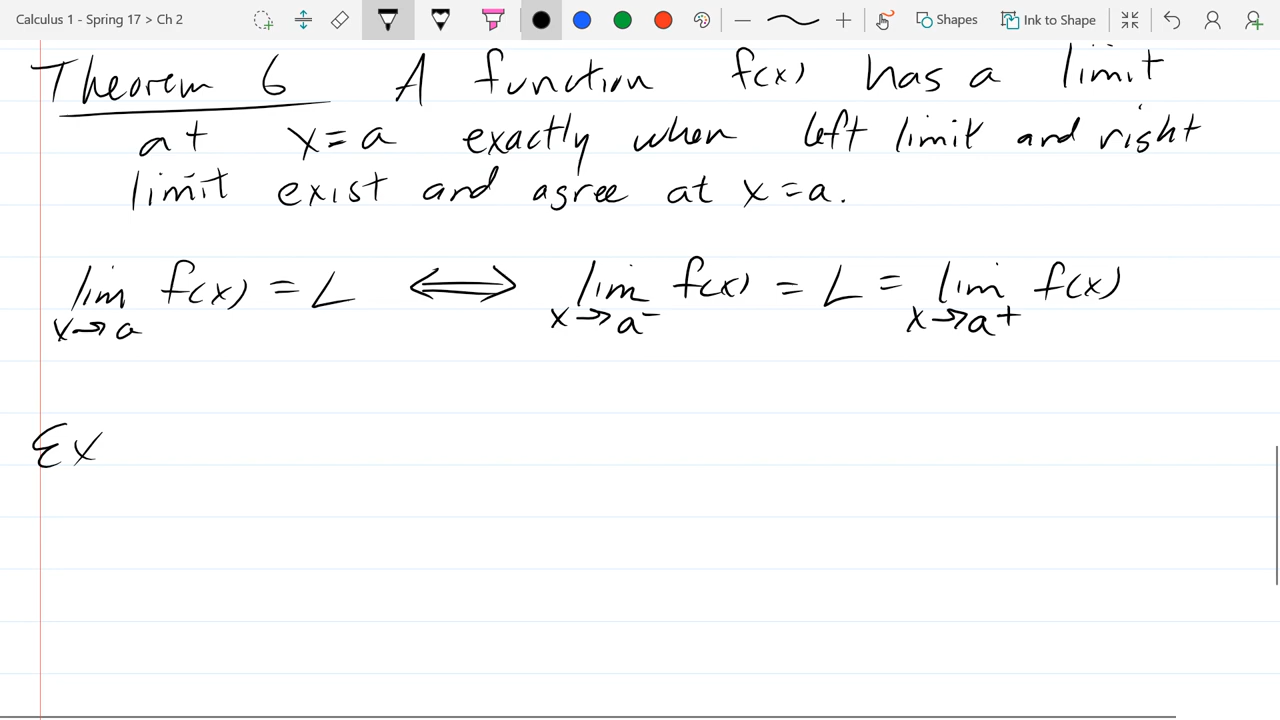 Calculus 1 - Spring 17 > Ch 2
Shapes
Ink to Shape
Theorem 6 A function f(x) has a limit
at x=a exactly when left limit and right
limit exist and agree at x=a.
lim f(x) = L ⟺ lim f(x) = L = lim f(x)
x→a x→a⁻ x→a⁺
Ex